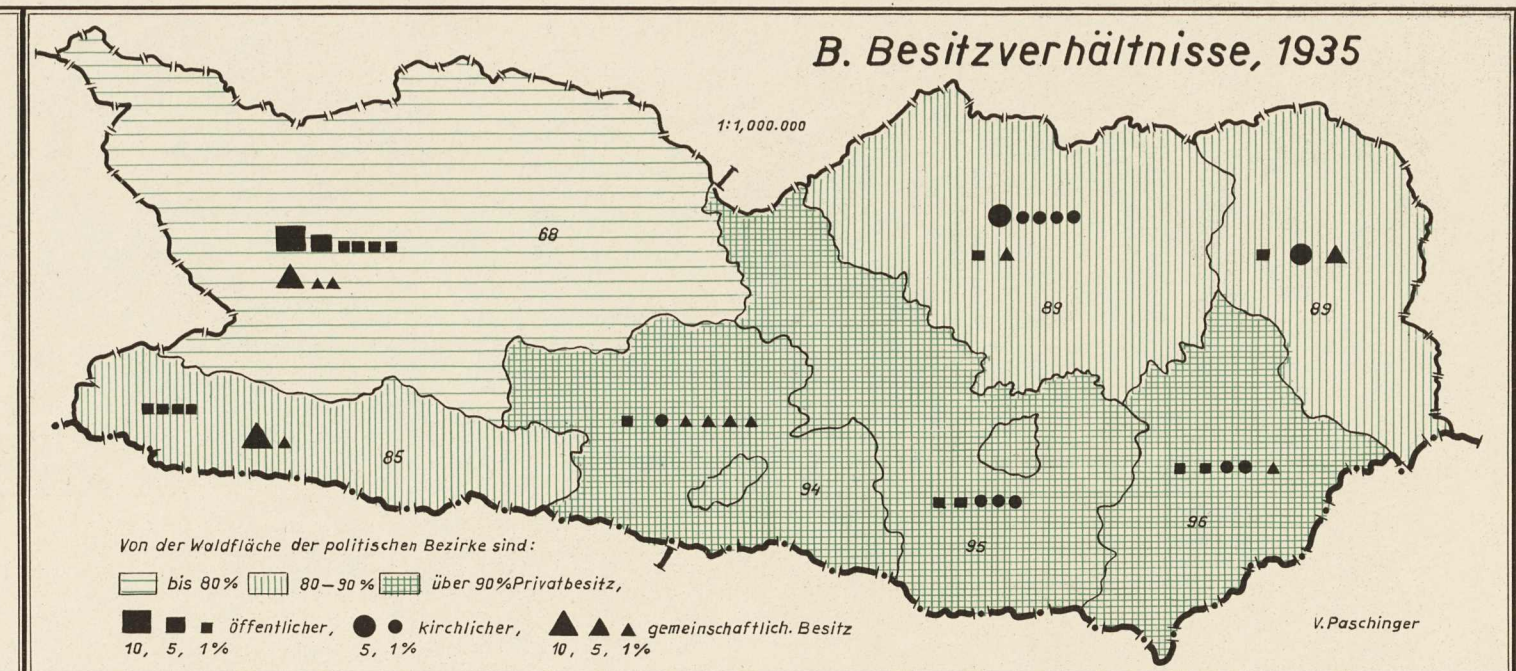 B. Besitzverhältnisse, 1935
1:1,000.000
68
89
89
85
94
95
96
Von der Waldfläche der politischen Bezirke sind:
bis 80% 80–90% über 90% Privatbesitz,
öffentlicher, kirchlicher, gemeinschaftlich. Besitz
10, 5, 1% 5, 1% 10, 5, 1%
V. Paschinger